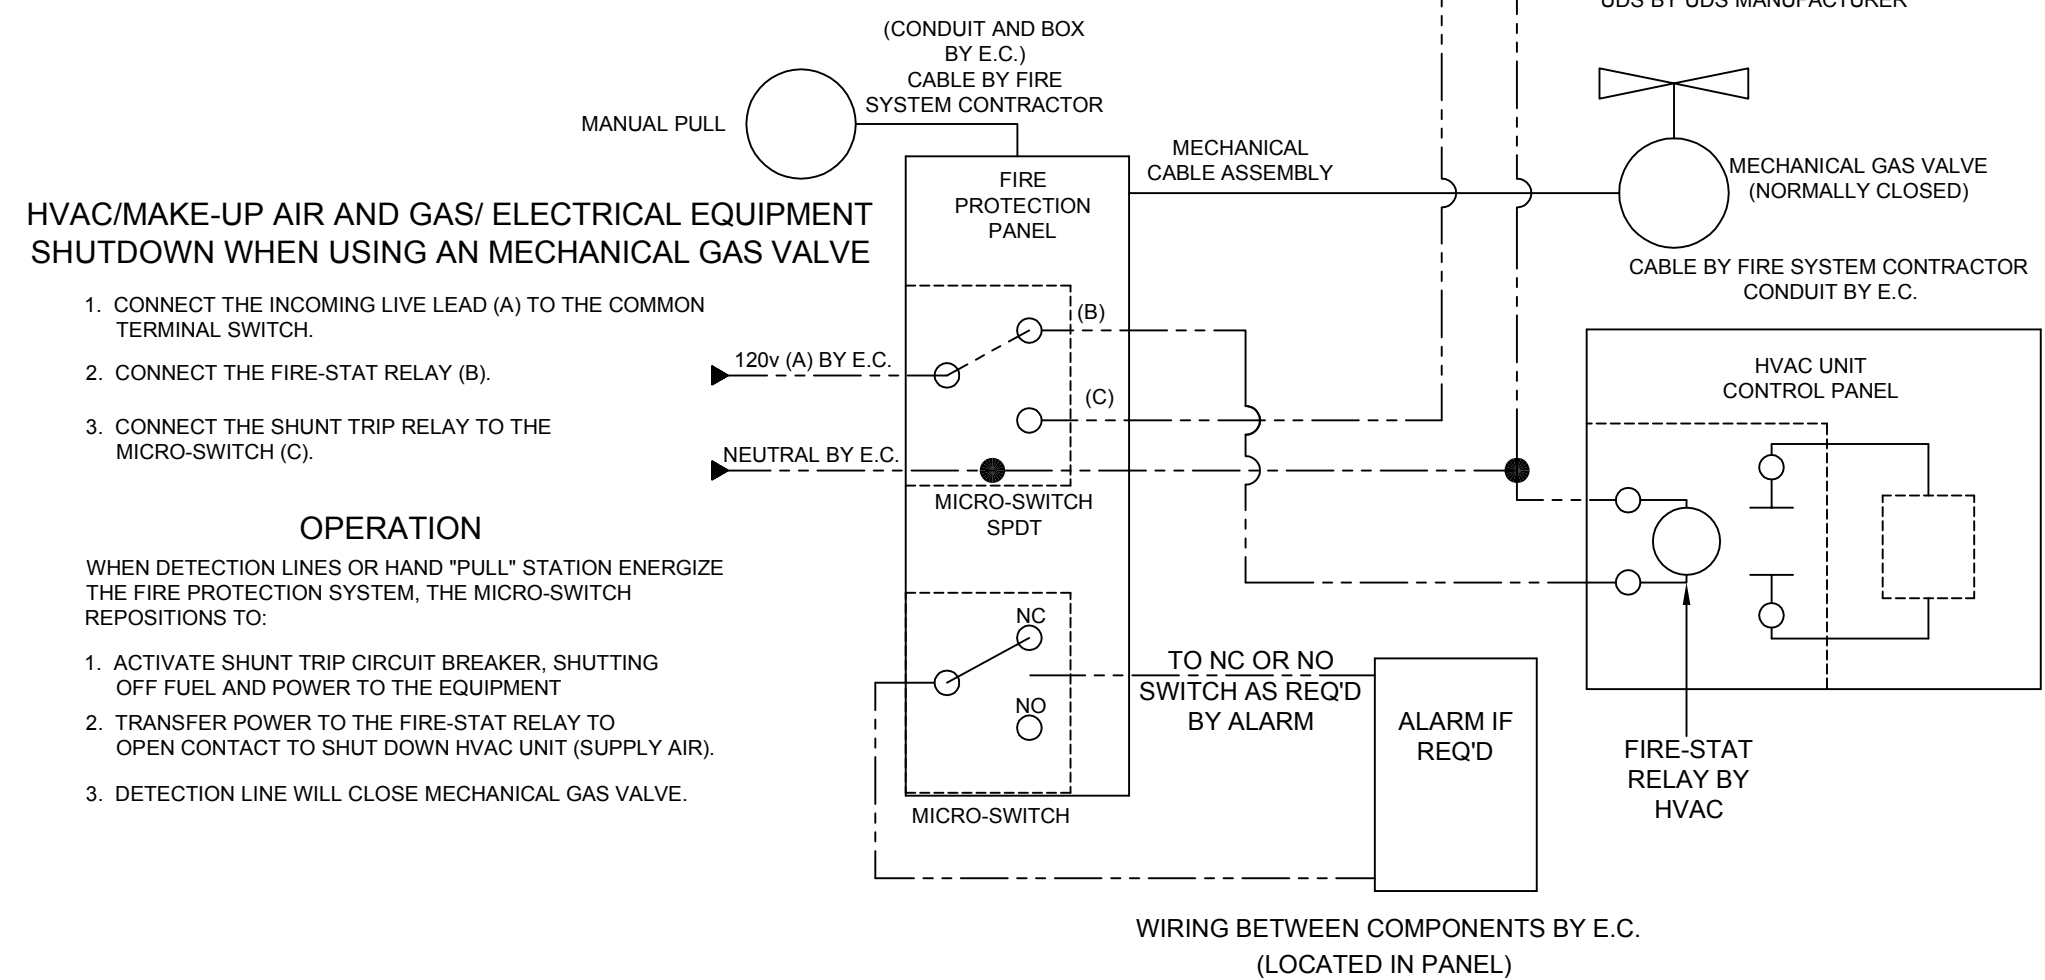 UDS BY UDS MANUFACTURER
(CONDUIT AND BOX
BY E.C.)
CABLE BY FIRE
SYSTEM CONTRACTOR
MANUAL PULL
MECHANICAL
CABLE ASSEMBLY
MECHANICAL GAS VALVE
(NORMALLY CLOSED)
CABLE BY FIRE SYSTEM CONTRACTOR
CONDUIT BY E.C.
FIRE
PROTECTION
PANEL
HVAC/MAKE-UP AIR AND GAS/ ELECTRICAL EQUIPMENT
SHUTDOWN WHEN USING AN MECHANICAL GAS VALVE
1. CONNECT THE INCOMING LIVE LEAD (A) TO THE COMMON
TERMINAL SWITCH.
2. CONNECT THE FIRE-STAT RELAY (B).
3. CONNECT THE SHUNT TRIP RELAY TO THE
MICRO-SWITCH (C).
120v (A) BY E.C.
(B)
(C)
NEUTRAL BY E.C.
MICRO-SWITCH
SPDT
HVAC UNIT
CONTROL PANEL
OPERATION
WHEN DETECTION LINES OR HAND "PULL" STATION ENERGIZE
THE FIRE PROTECTION SYSTEM, THE MICRO-SWITCH
REPOSITIONS TO:
1. ACTIVATE SHUNT TRIP CIRCUIT BREAKER, SHUTTING
OFF FUEL AND POWER TO THE EQUIPMENT
2. TRANSFER POWER TO THE FIRE-STAT RELAY TO
OPEN CONTACT TO SHUT DOWN HVAC UNIT (SUPPLY AIR).
3. DETECTION LINE WILL CLOSE MECHANICAL GAS VALVE.
NC
NO
MICRO-SWITCH
TO NC OR NO
SWITCH AS REQ'D
BY ALARM
ALARM IF
REQ'D
FIRE-STAT
RELAY BY
HVAC
WIRING BETWEEN COMPONENTS BY E.C.
(LOCATED IN PANEL)